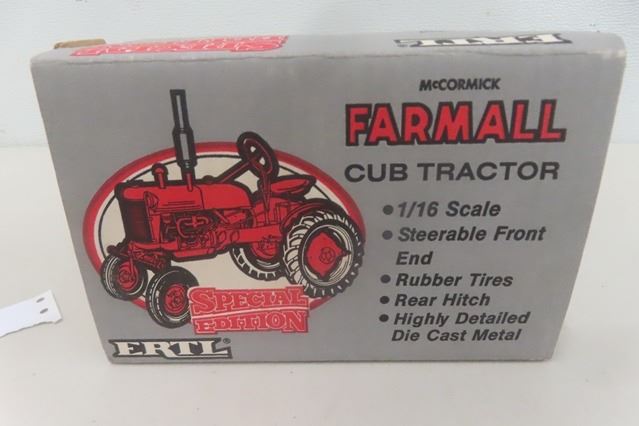 ERTL
McCORMICK
FARMALL
CUB TRACTOR
• 1/16 Scale
• Steerable Front
End
• Rubber Tires
• Rear Hitch
• Highly Detailed
Die Cast Metal
SPECIAL
EDITION
ERTL®